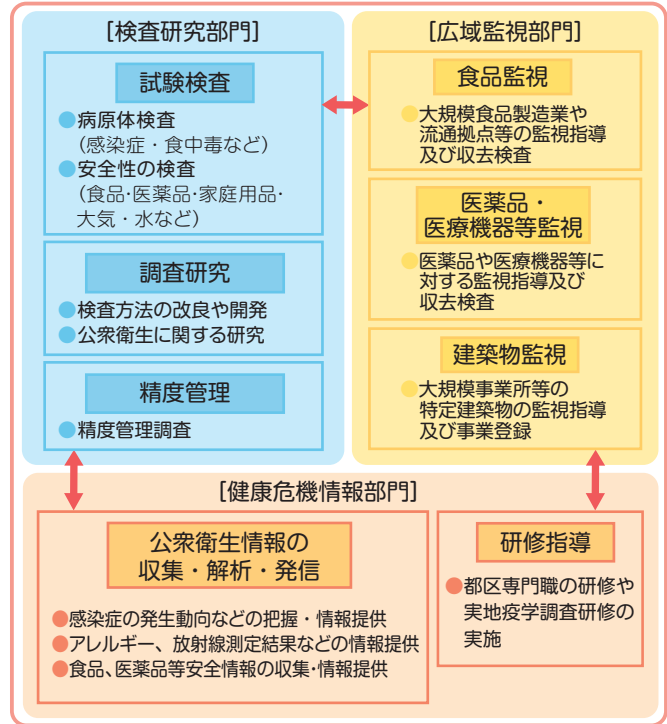 [検査研究部門]
試験検査
●病原体検査
(感染症・食中毒など)
●安全性の検査
(食品・医薬品・家庭用品・
大気・水など)
調査研究
●検査方法の改良や開発
●公衆衛生に関する研究
精度管理
●精度管理調査
[広域監視部門]
食品監視
●大規模食品製造業や
流通拠点等の監視指導
及び収去検査
医薬品・
医療機器等監視
●医薬品や医療機器等に
対する監視指導及び
収去検査
建築物監視
●大規模事業所等の
特定建築物の監視指導
及び事業登録
[健康危機情報部門]
公衆衛生情報の
収集・解析・発信
●感染症の発生動向などの把握・情報提供
●アレルギー、放射線測定結果などの情報提供
●食品、医薬品等安全情報の収集・情報提供
研修指導
●都区専門職の研修や
実地疫学調査研修の
実施